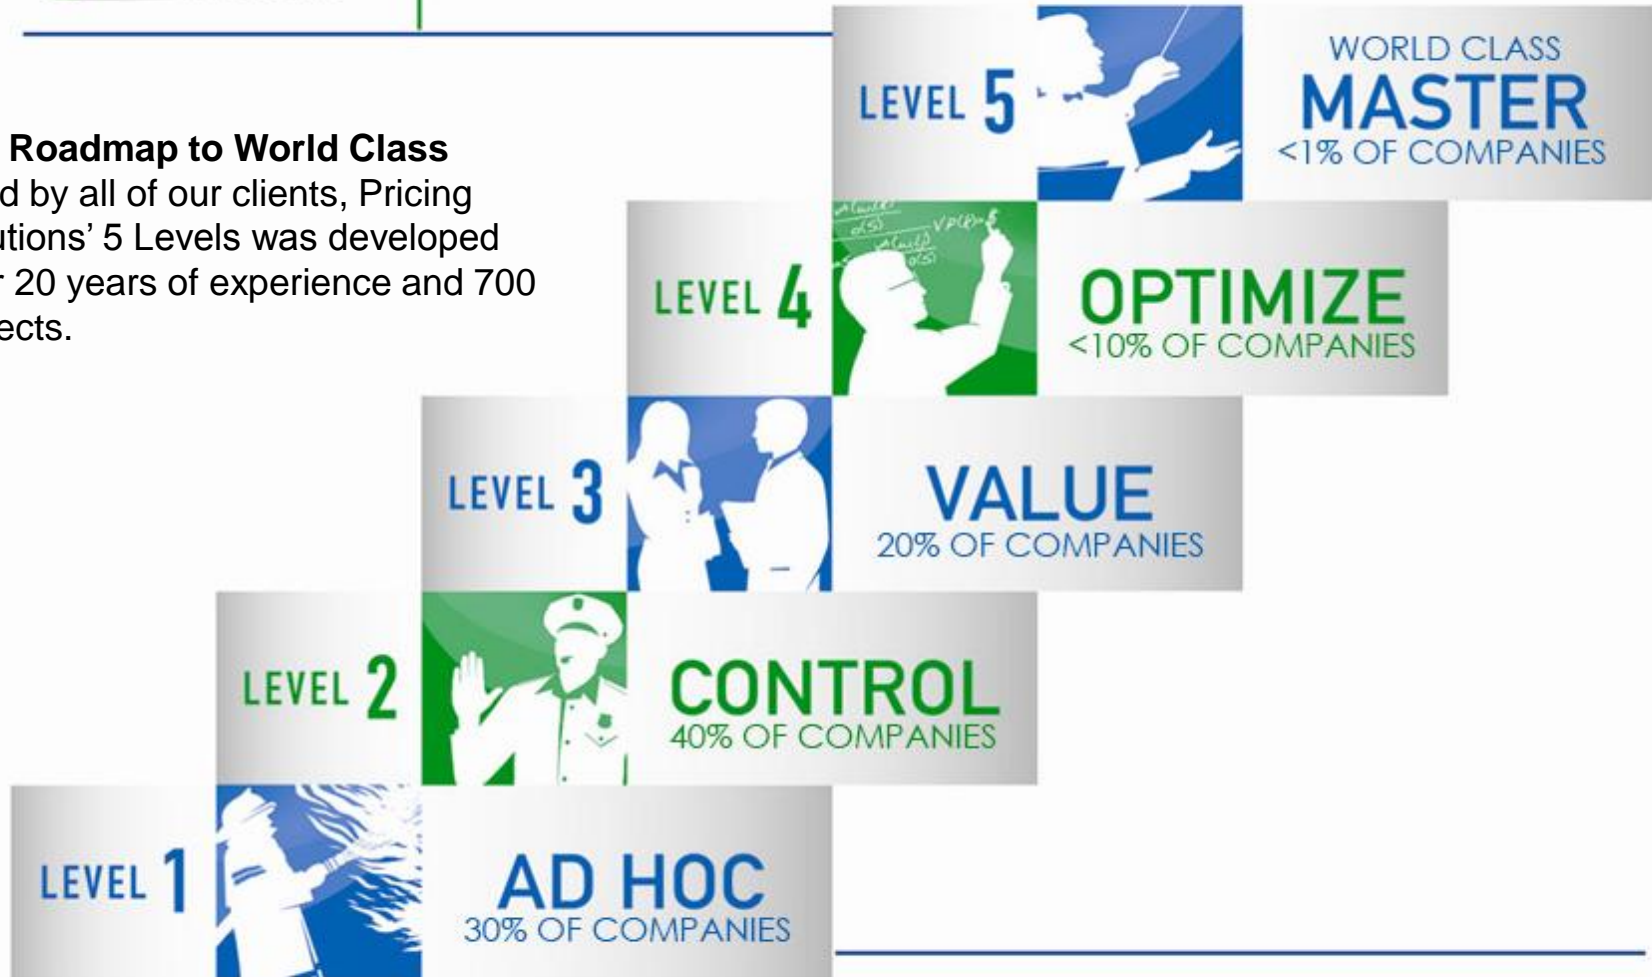 Roadmap to World Class
d by all of our clients, Pricing
utions’ 5 Levels was developed
r 20 years of experience and 700
ects.
LEVEL 5
WORLD CLASS
MASTER
<1% OF COMPANIES
LEVEL 4
OPTIMIZE
<10% OF COMPANIES
LEVEL 3
VALUE
20% OF COMPANIES
LEVEL 2
CONTROL
40% OF COMPANIES
LEVEL 1
AD HOC
30% OF COMPANIES